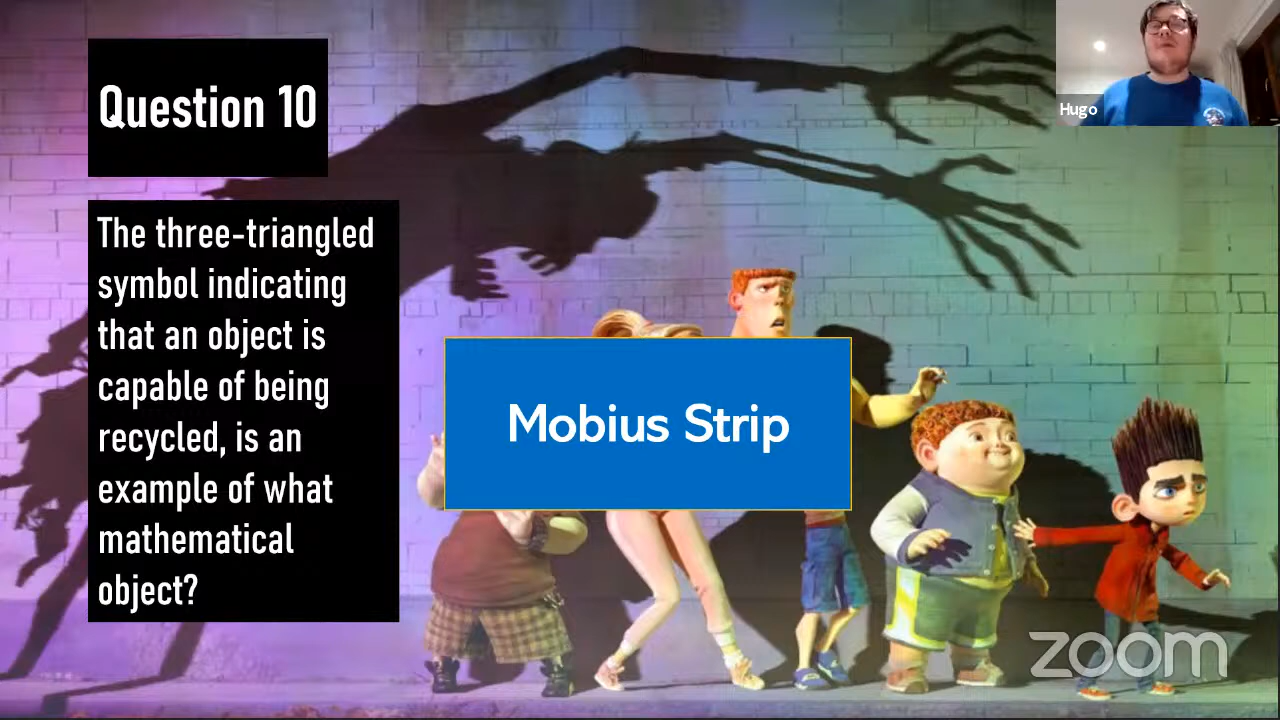 Question 10
Hugo
The three-triangled
symbol indicating
that an object is
capable of being
recycled, is an
example of what
mathematical
object?
Mobius Strip
zoom